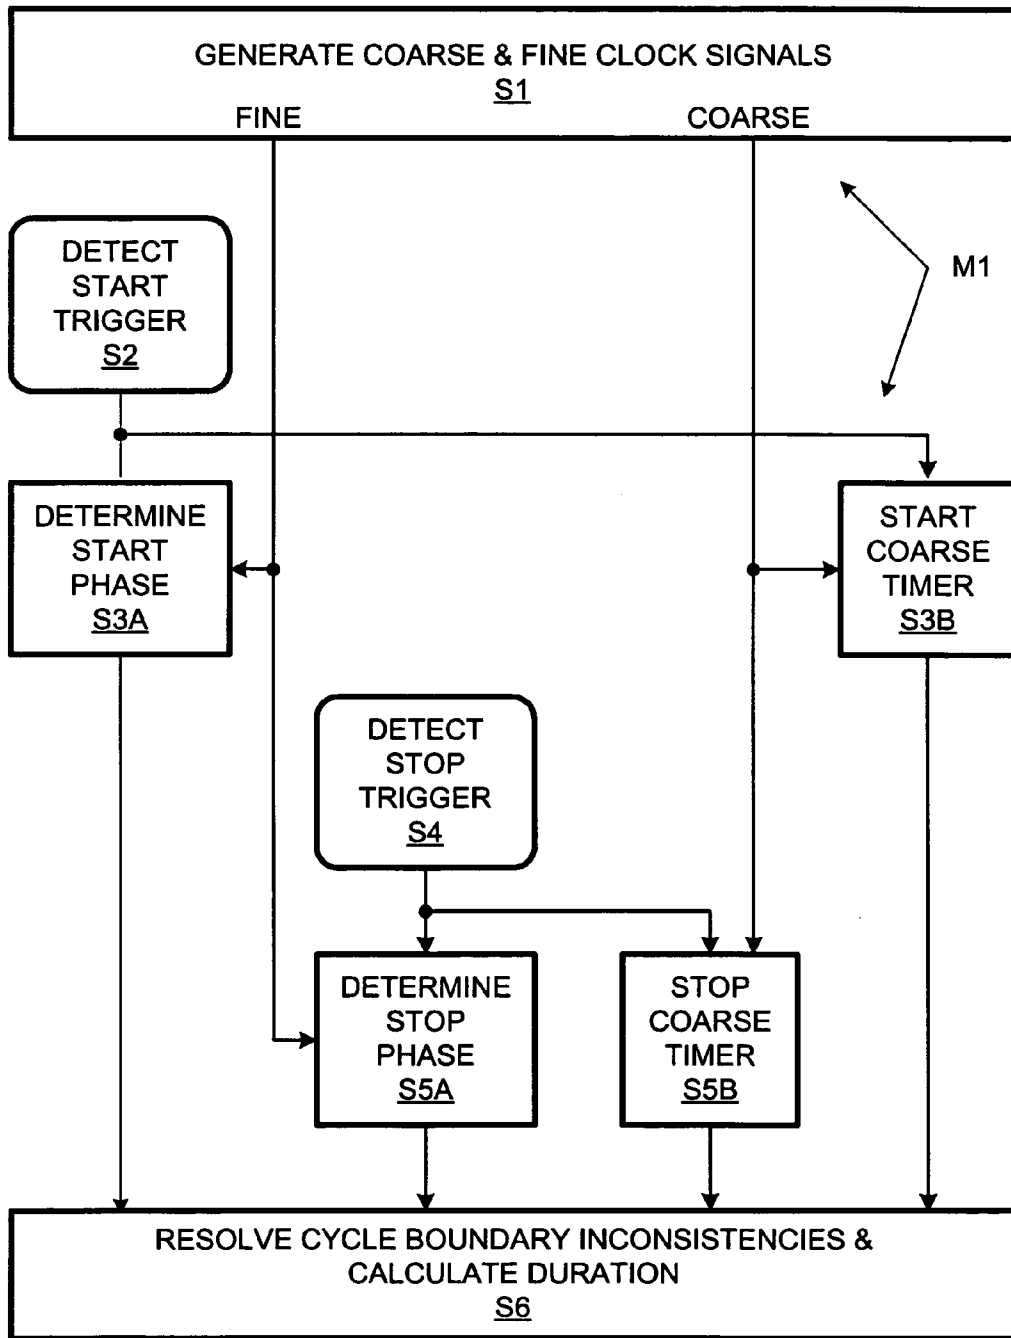 GENERATE COARSE & FINE CLOCK SIGNALS
S1
FINE
COARSE
M1
DETECT
START
TRIGGER
S2
DETERMINE
START
PHASE
S3A
START
COARSE
TIMER
S3B
DETECT
STOP
TRIGGER
S4
DETERMINE
STOP
PHASE
S5A
STOP
COARSE
TIMER
S5B
RESOLVE CYCLE BOUNDARY INCONSISTENCIES &
CALCULATE DURATION
S6